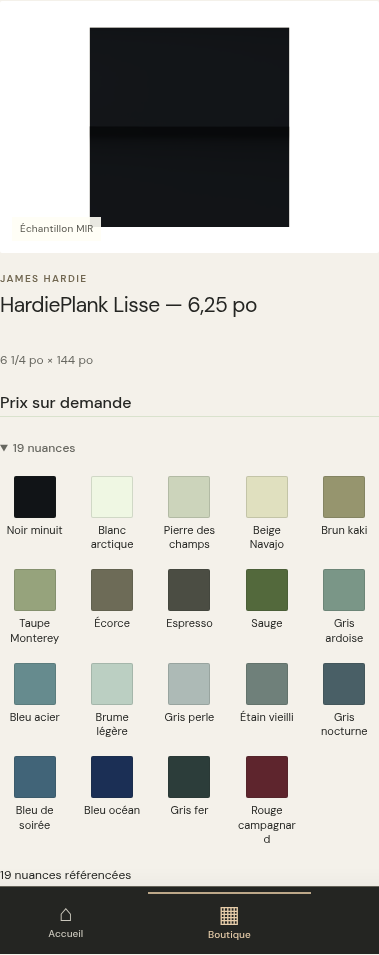 Échantillon MIR
JAMES HARDIE
HardiePlank Lisse — 6,25 po
6 1/4 po × 144 po
Prix sur demande
▼ 19 nuances
Noir minuit
Blanc
arctique
Pierre des
champs
Beige
Navajo
Brun kaki
Taupe
Monterey
Écorce
Espresso
Sauge
Gris
ardoise
Bleu acier
Brume
légère
Gris perle
Étain vieilli
Gris
nocturne
Bleu de
soirée
Bleu océan
Gris fer
Rouge
campagnar
d
19 nuances référencées
Accueil
Boutique